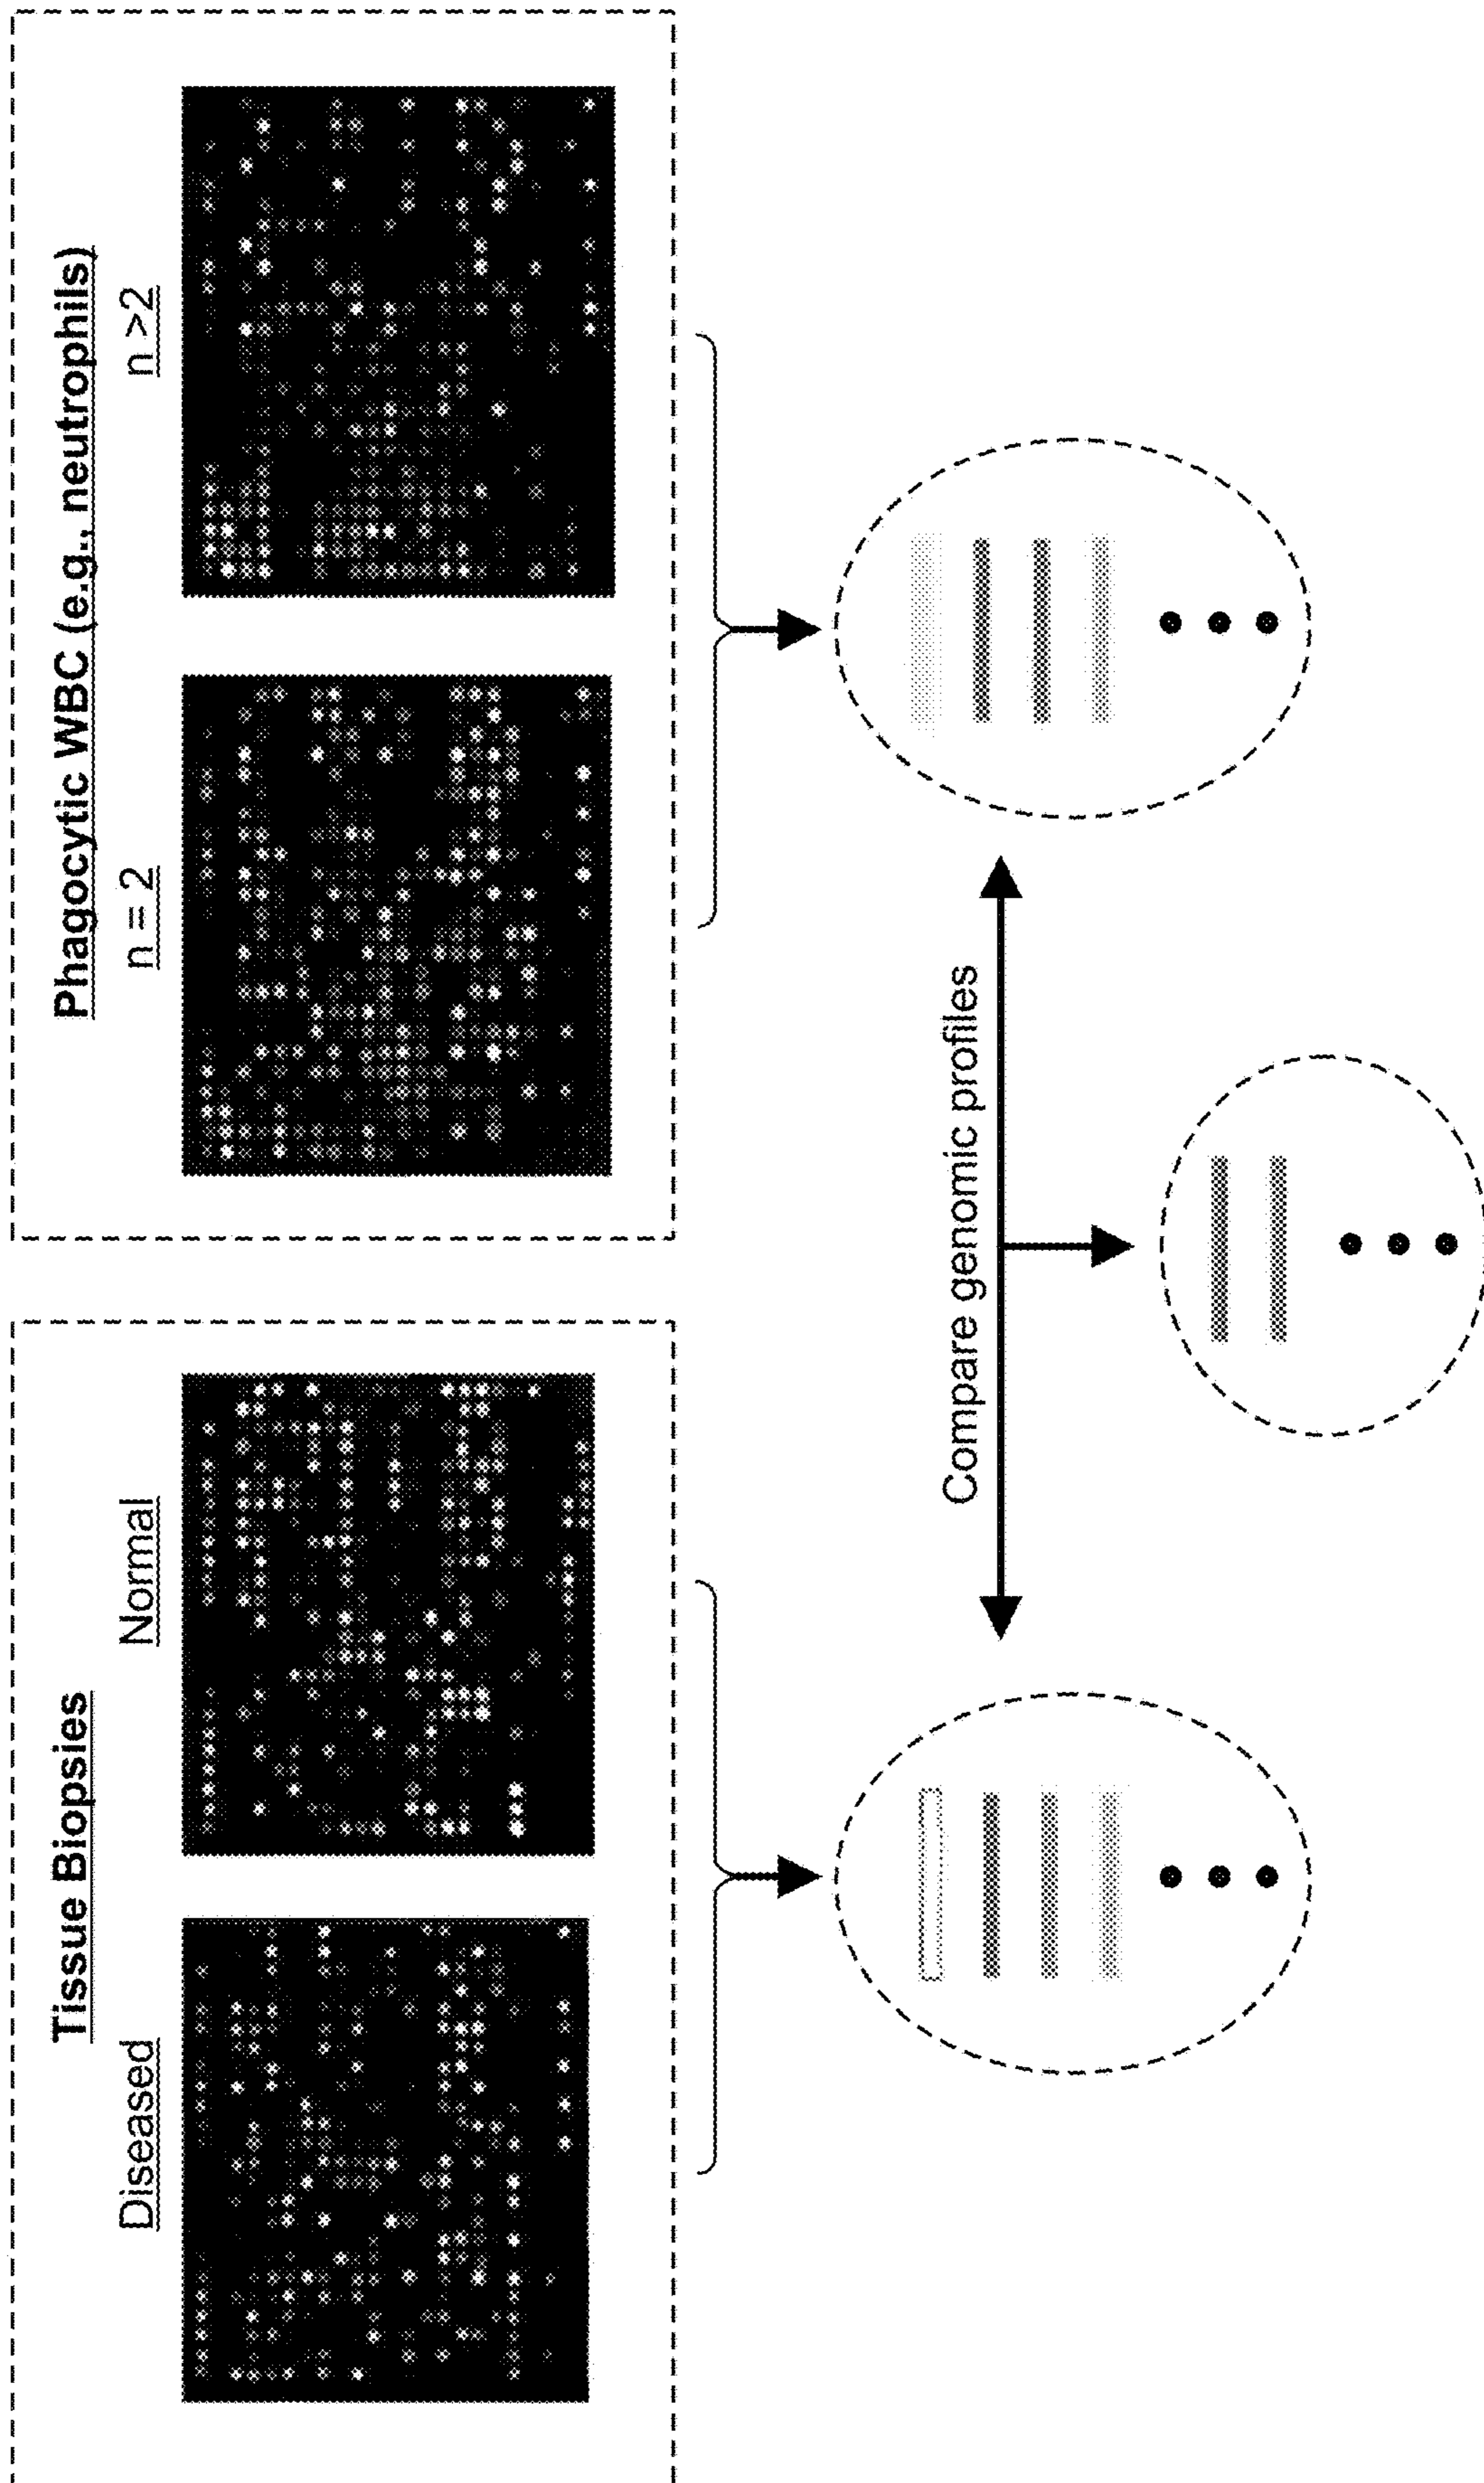 Tissue Biopsies
Diseased
Normal
Phagocytic WBC (e.g., neutrophils)
n = 2
n >2
Compare genomic profiles